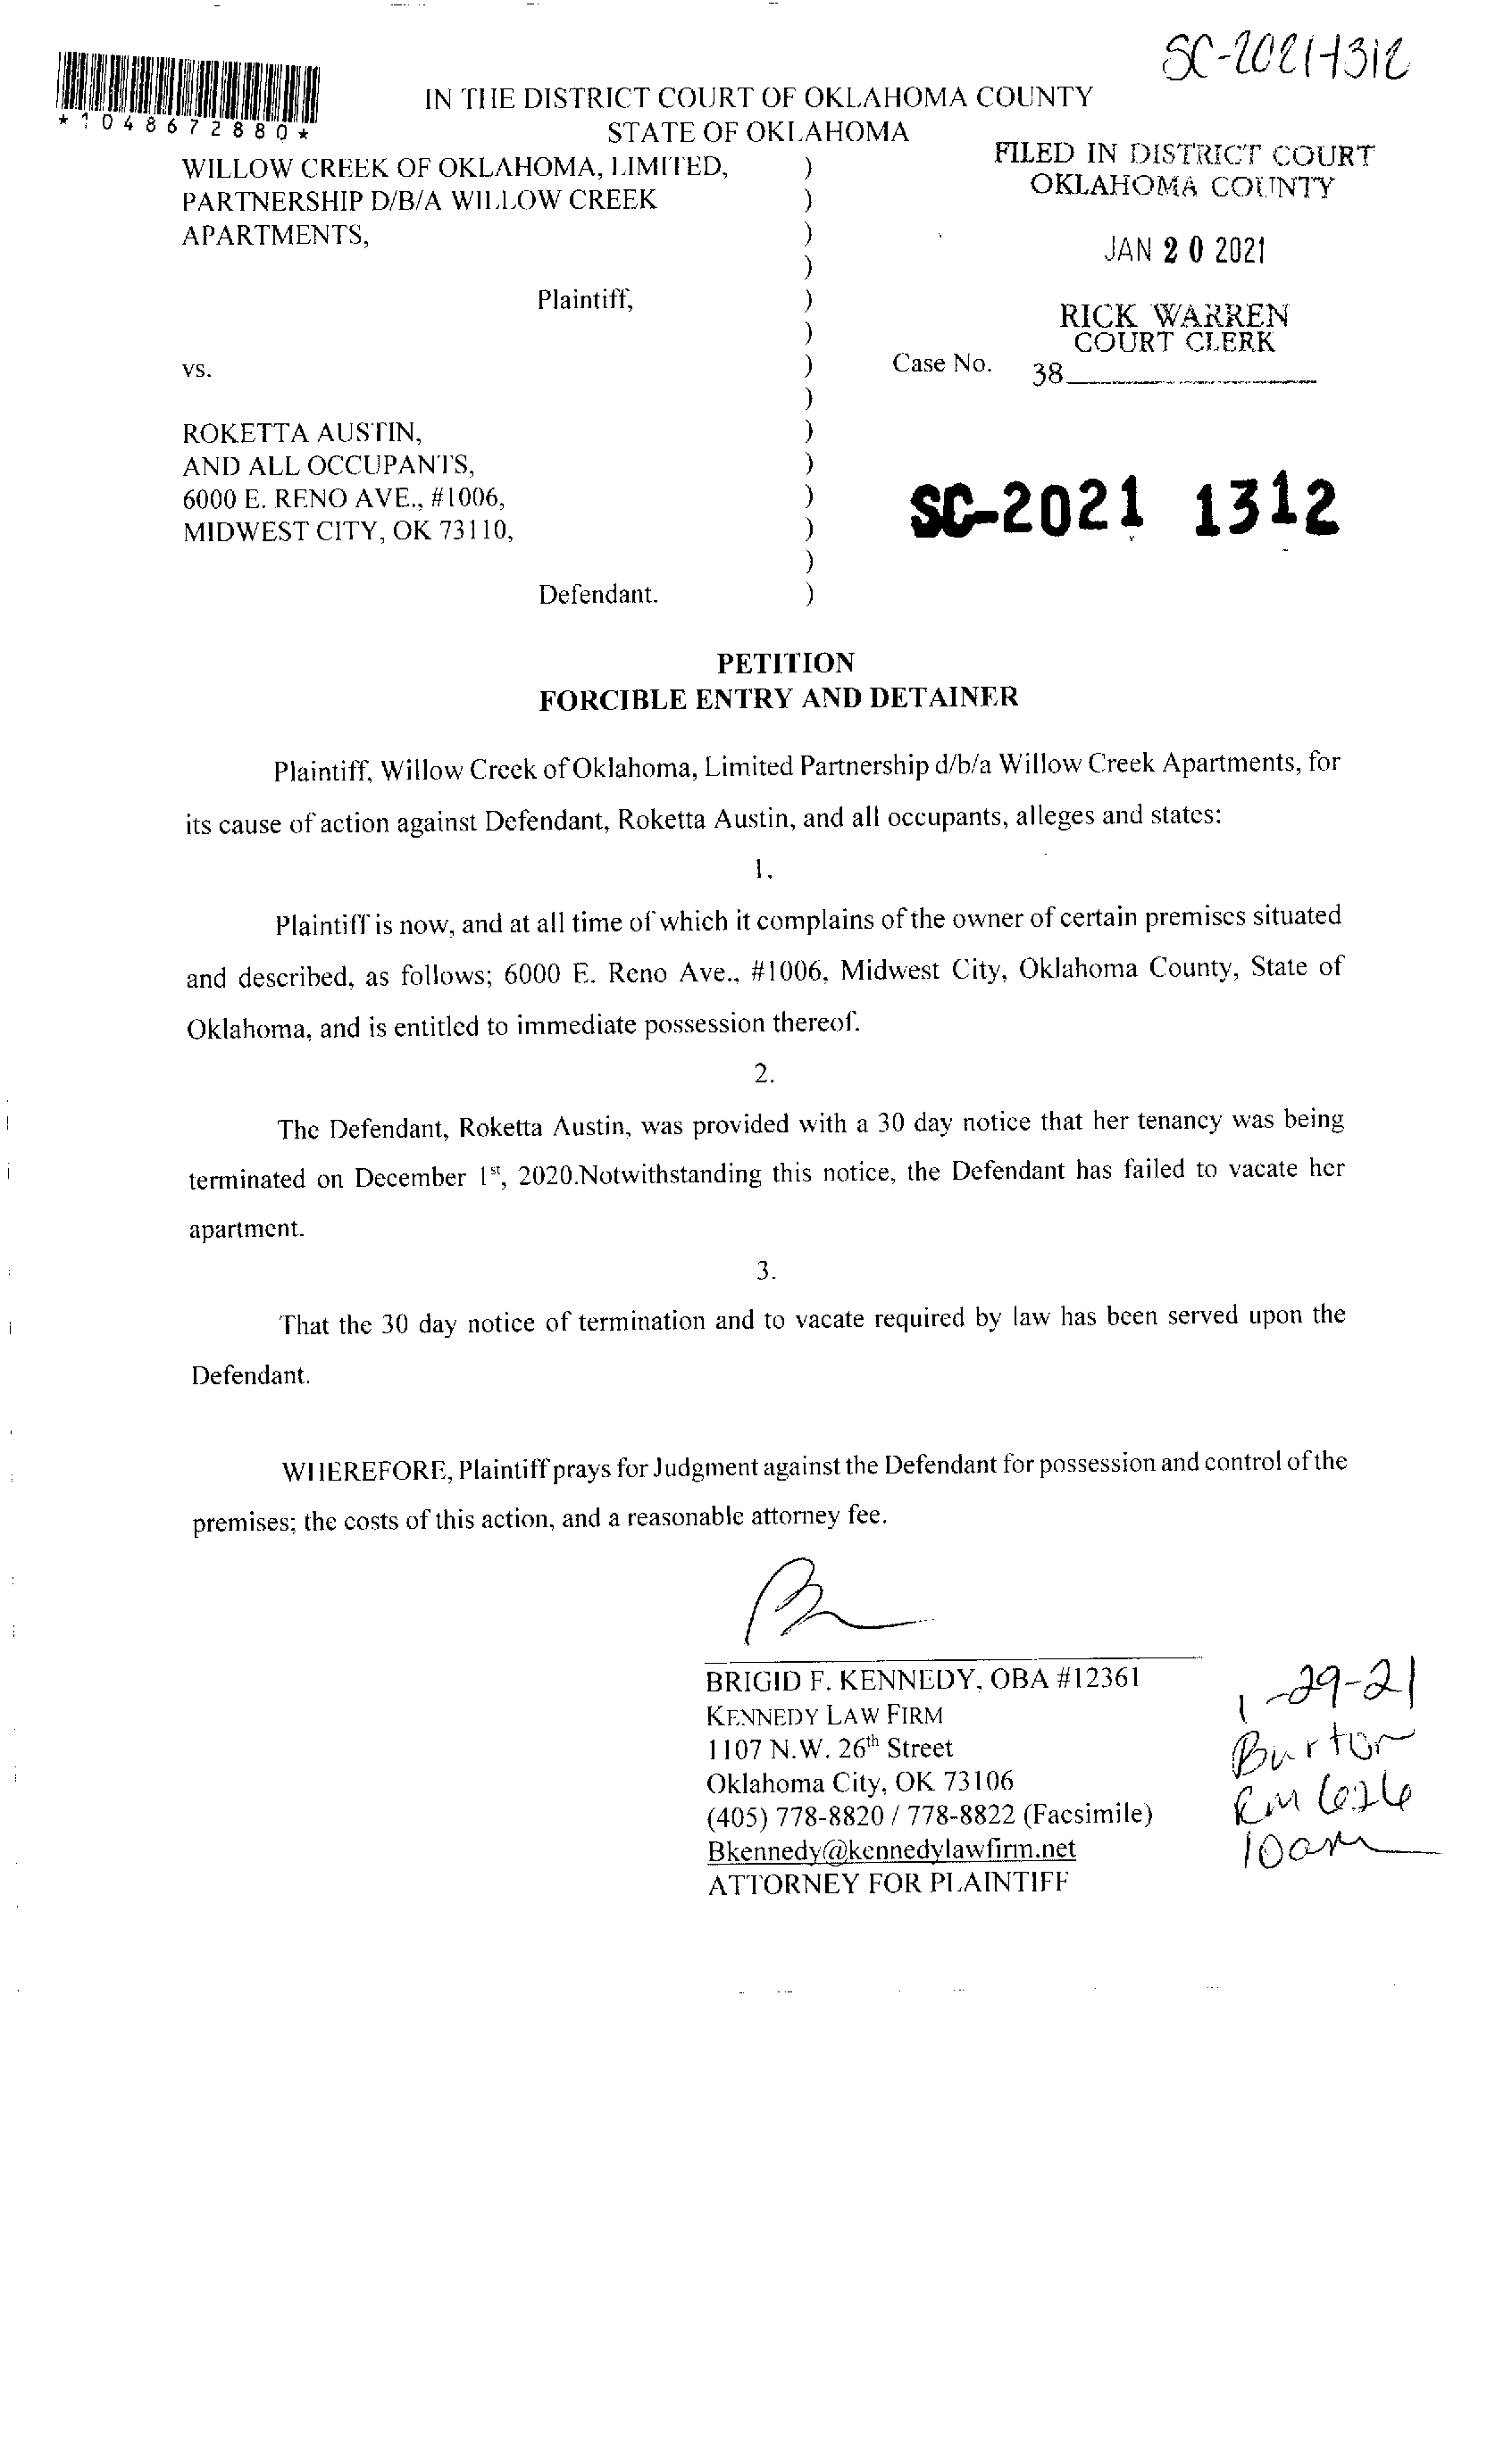 SC-2021-1312
*1048672880*
IN THE DISTRICT COURT OF OKLAHOMA COUNTY
STATE OF OKLAHOMA
FILED IN DISTRICT COURT
OKLAHOMA COUNTY
JAN 20 2021
RICK WARREN
COURT CLERK
38
WILLOW CREEK OF OKLAHOMA, LIMITED, )
PARTNERSHIP D/B/A WILLOW CREEK )
APARTMENTS, )
)
Plaintiff, )
)
vs. ) Case No.
)
ROKETTA AUSTIN, )
AND ALL OCCUPANTS, )
6000 E. RENO AVE., #1006, )
MIDWEST CITY, OK 73110, )
)
Defendant. )
SC-2021 1312
PETITION
FORCIBLE ENTRY AND DETAINER
Plaintiff, Willow Creek of Oklahoma, Limited Partnership d/b/a Willow Creek Apartments, for
its cause of action against Defendant, Roketta Austin, and all occupants, alleges and states:
1.
Plaintiff is now, and at all time of which it complains of the owner of certain premises situated
and described, as follows; 6000 E. Reno Ave., #1006, Midwest City, Oklahoma County, State of
Oklahoma, and is entitled to immediate possession thereof.
2.
The Defendant, Roketta Austin, was provided with a 30 day notice that her tenancy was being
terminated on December 1st, 2020.Notwithstanding this notice, the Defendant has failed to vacate her
apartment.
3.
That the 30 day notice of termination and to vacate required by law has been served upon the
Defendant.
WHEREFORE, Plaintiff prays for Judgment against the Defendant for possession and control of the
premises; the costs of this action, and a reasonable attorney fee.
BRIGID F. KENNEDY, OBA #12361
KENNEDY LAW FIRM
1107 N.W. 26th Street
Oklahoma City, OK 73106
(405) 778-8820 / 778-8822 (Facsimile)
Bkennedy@kennedylawfirm.net
ATTORNEY FOR PLAINTIFF
1-29-21
Burton
Rm 626
10am